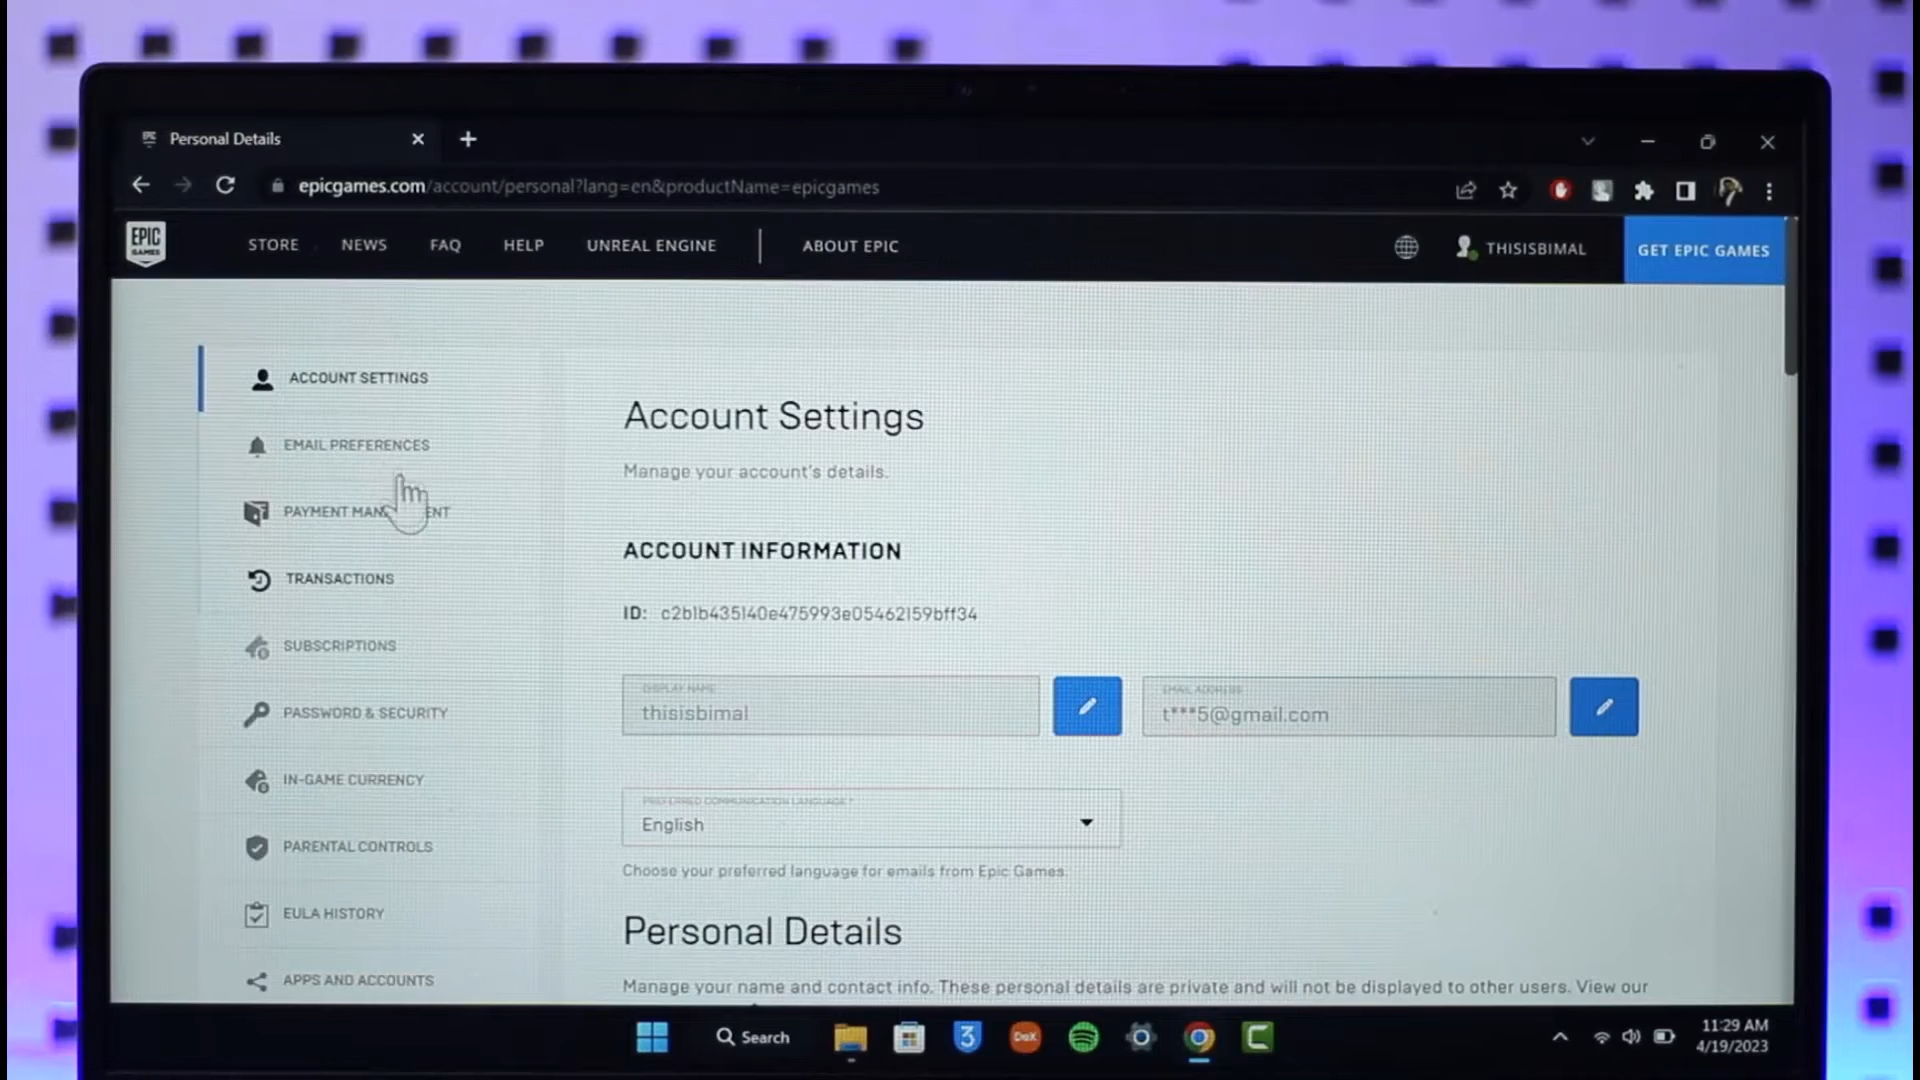 Personal Details
epicgames.com/account/personal?lang=en&productName=epicgames
EPIC GAMES
STORE
NEWS
FAQ
HELP
UNREAL ENGINE
ABOUT EPIC
THISISBIMAL
GET EPIC GAMES
ACCOUNT SETTINGS
EMAIL PREFERENCES
PAYMENT MAN ENT
TRANSACTIONS
SUBSCRIPTIONS
PASSWORD & SECURITY
IN-GAME CURRENCY
PARENTAL CONTROLS
EULA HISTORY
APPS AND ACCOUNTS
Account Settings
Manage your account's details.
ACCOUNT INFORMATION
ID: c2b1b435140e475993e05462159bff34
DISPLAY NAME
thisisbimal
EMAIL ADDRESS
t***5@gmail.com
PREFERRED COMMUNICATION LANGUAGE *
English
Choose your preferred language for emails from Epic Games.
Personal Details
Manage your name and contact info. These personal details are private and will not be displayed to other users. View our
Search
3
DeX
C
11:29 AM
4/19/2023